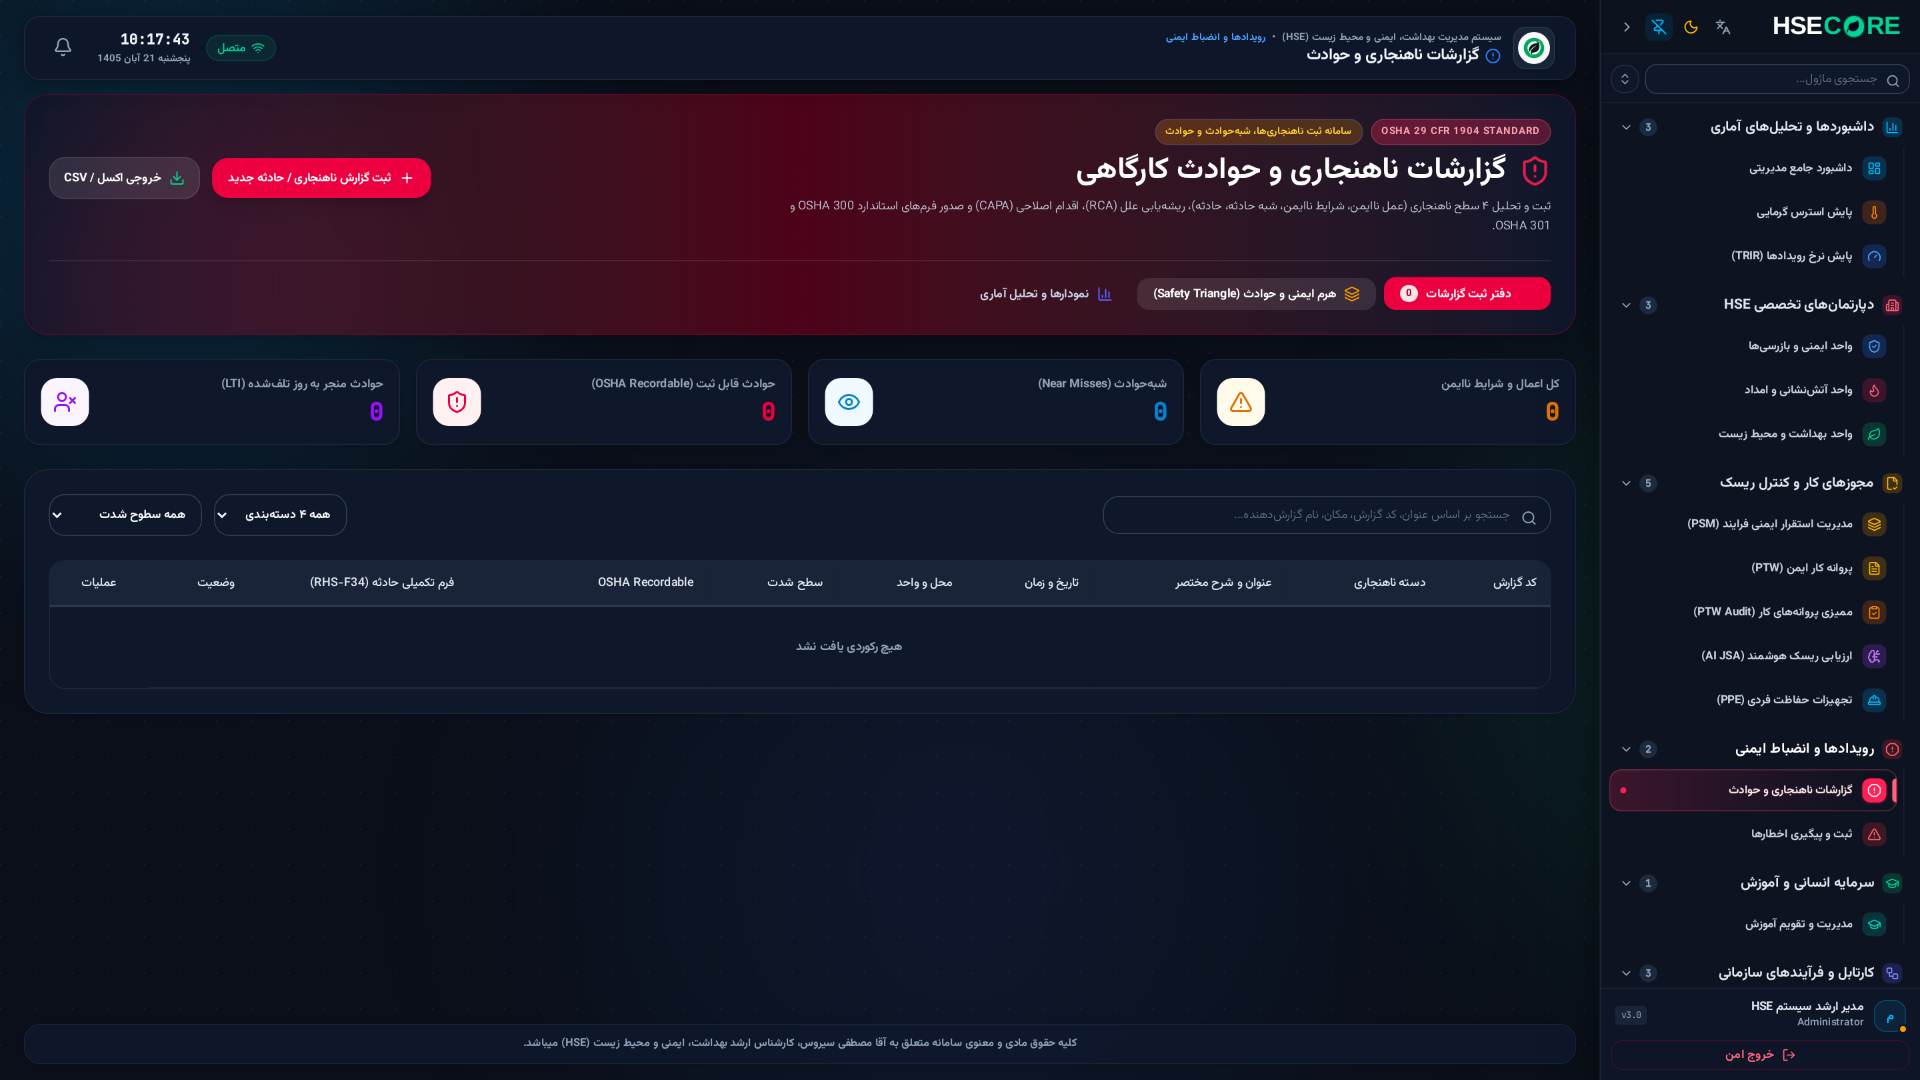 HSECORE
جستجوی ماژول...
داشبوردها و تحلیل‌های آماری
3
داشبورد جامع مدیریتی
پایش استرس گرمایی
پایش نرخ رویدادها (TRIR)
دپارتمان‌های تخصصی HSE
3
واحد ایمنی و بازرسی‌ها
واحد آتش‌نشانی و امداد
واحد بهداشت و محیط زیست
مجوزهای کار و کنترل ریسک
5
مدیریت استقرار ایمنی فرایند (PSM)
پروانه کار ایمن (PTW)
ممیزی پروانه‌های کار (PTW Audit)
ارزیابی ریسک هوشمند (AI JSA)
تجهیزات حفاظت فردی (PPE)
رویدادها و انضباط ایمنی
2
گزارشات ناهنجاری و حوادث
ثبت و پیگیری اخطارها
سرمایه انسانی و آموزش
1
مدیریت و تقویم آموزش
کارتابل و فرآیندهای سازمانی
3
مدیر ارشد سیستم HSE
Administrator
م
v3.0
خروج امن
سیستم مدیریت بهداشت، ایمنی و محیط زیست (HSE) • رویدادها و انضباط ایمنی
گزارشات ناهنجاری و حوادث
متصل
10:17:43
پنجشنبه 21 آبان 1405
OSHA 29 CFR 1904 STANDARD
سامانه ثبت ناهنجاری‌ها، شبه‌حوادث و حوادث
گزارشات ناهنجاری و حوادث کارگاهی
ثبت و تحلیل ۴ سطح ناهنجاری (عمل ناایمن، شرایط ناایمن، شبه حادثه، حادثه)، ریشه‌یابی علل (RCA)، اقدام اصلاحی (CAPA) و صدور فرم‌های استاندارد OSHA 300 و
OSHA 301.
ثبت گزارش ناهنجاری / حادثه جدید
خروجی اکسل / CSV
دفتر ثبت گزارشات 0
هرم ایمنی و حوادث (Safety Triangle)
نمودارها و تحلیل آماری
کل اعمال و شرایط ناایمن
0
شبه‌حوادث (Near Misses)
0
حوادث قابل ثبت (OSHA Recordable)
0
حوادث منجر به روز تلف‌شده (LTI)
0
جستجو بر اساس عنوان، کد گزارش، مکان، نام گزارش‌دهنده...
همه ۴ دسته‌بندی
همه سطوح شدت
کد گزارش
دسته ناهنجاری
عنوان و شرح مختصر
تاریخ و زمان
محل و واحد
سطح شدت
OSHA Recordable
فرم تکمیلی حادثه (RHS-F34)
وضعیت
عملیات
هیچ رکوردی یافت نشد
کلیه حقوق مادی و معنوی سامانه متعلق به آقا مصطفی سیروس، کارشناس ارشد بهداشت، ایمنی و محیط زیست (HSE) میباشد.